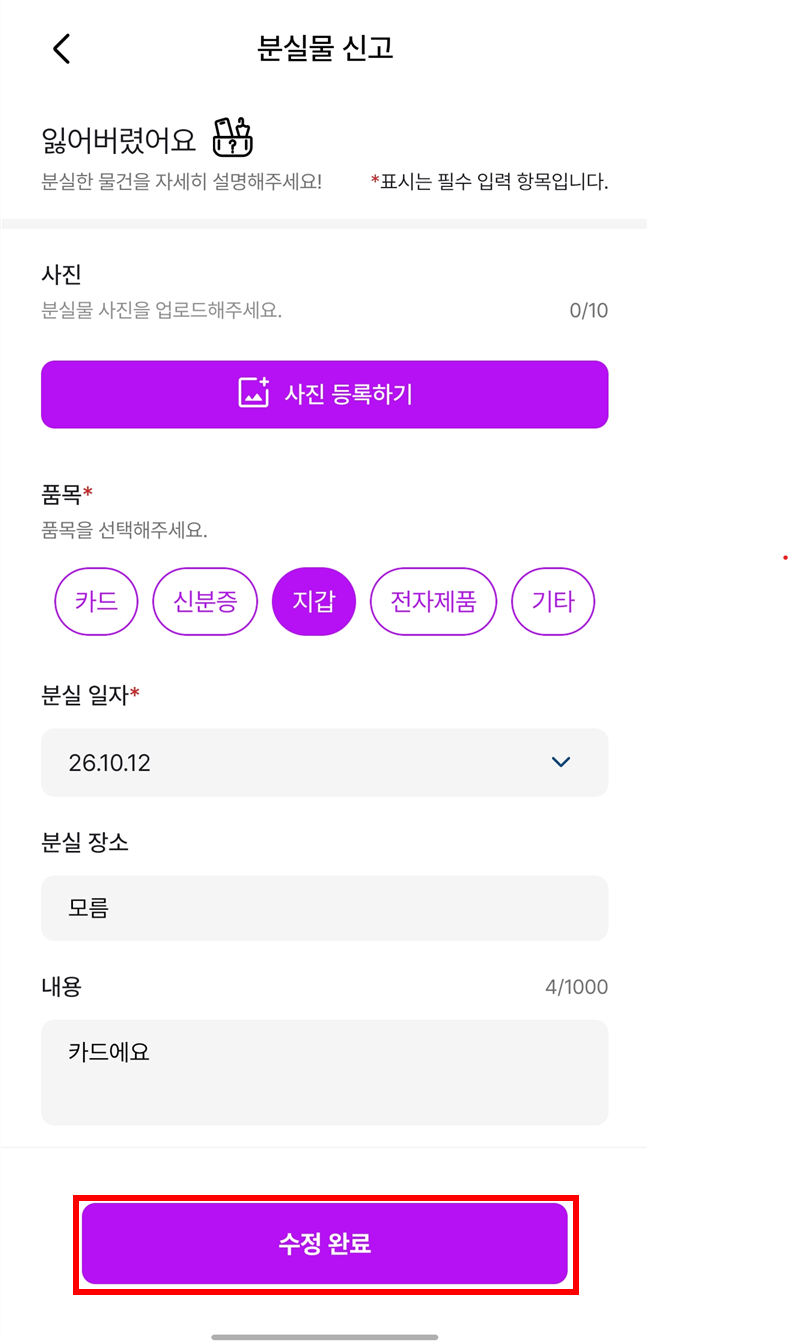 분실물 신고
잃어버렸어요
분실한 물건을 자세히 설명해주세요! *표시는 필수 입력 항목입니다.
사진
분실물 사진을 업로드해주세요. 0/10
사진 등록하기
품목*
품목을 선택해주세요.
카드 신분증 지갑 전자제품 기타
분실 일자*
26.10.12
분실 장소
모름
내용 4/1000
카드에요
수정 완료